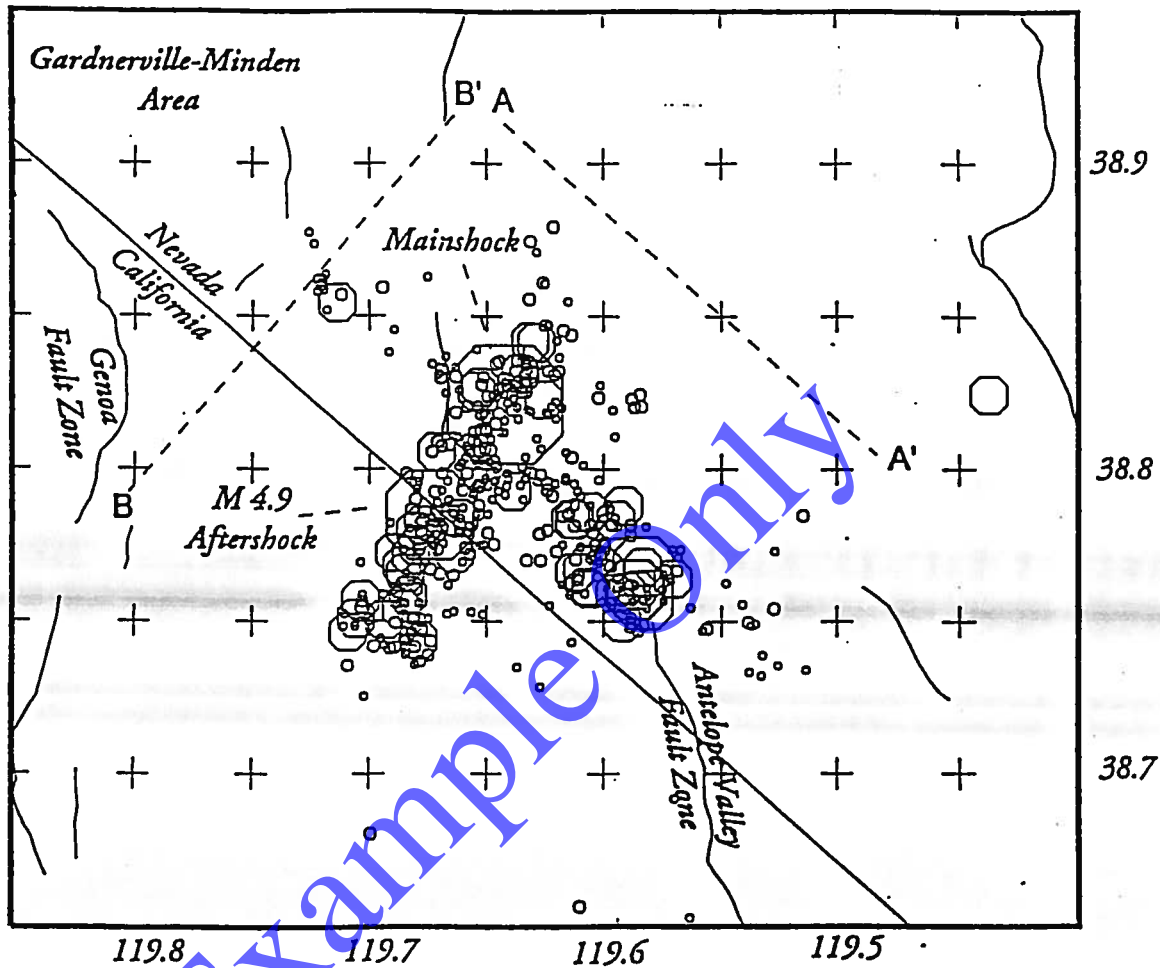 Gardnerville-Minden
Area
B' A
38.9
Mainshock
Nevada
California
Genoa
Fault Zone
A'
38.8
B
M 4.9
Aftershock
Antelope Valley
Fault Zone
38.7
119.8 119.7 119.6 119.5
Example Only